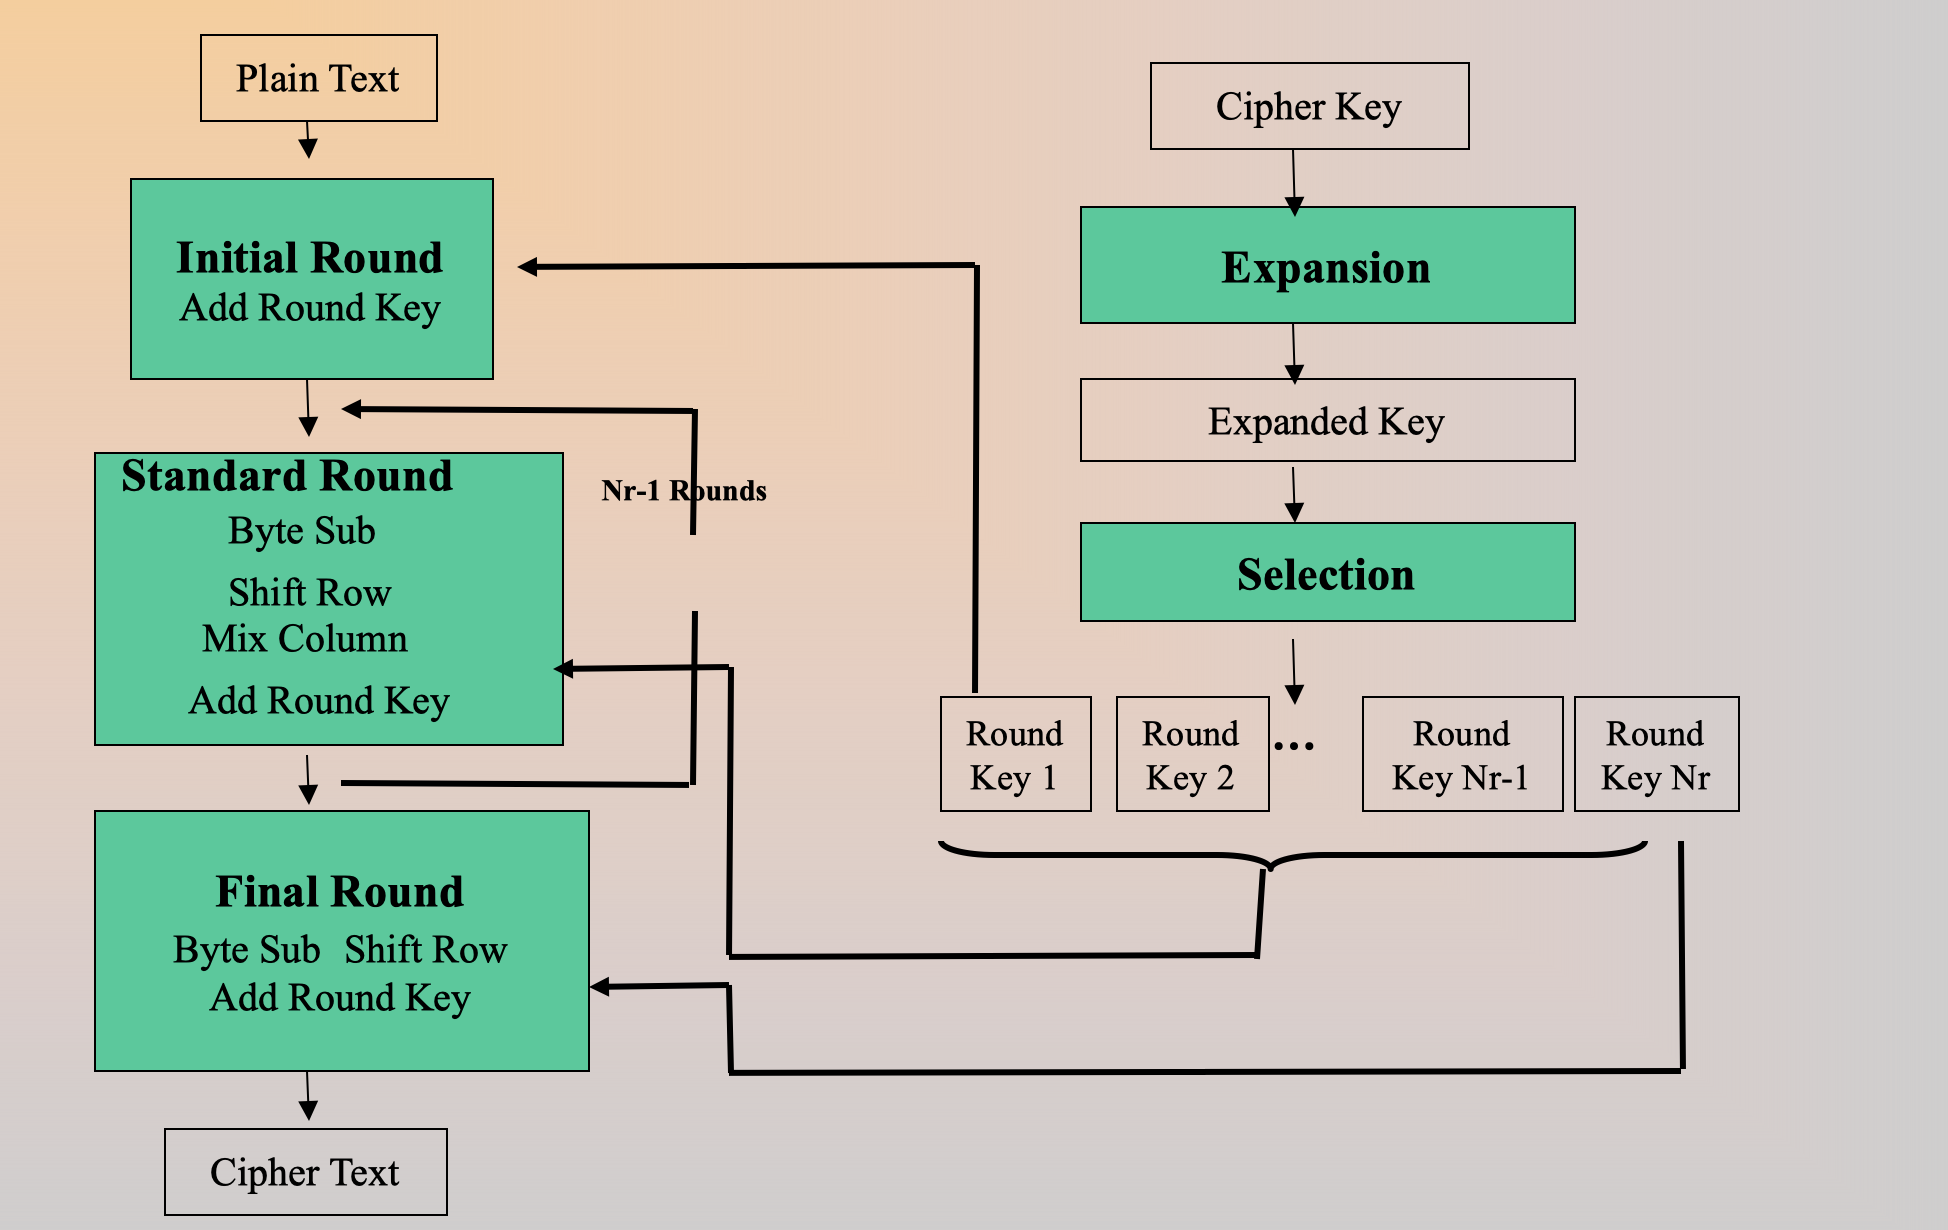 Plain Text
Initial Round
Add Round Key
Standard Round
Byte Sub
Shift Row
Mix Column
Add Round Key
Nr-1 Rounds
Final Round
Byte Sub Shift Row
Add Round Key
Cipher Text
Cipher Key
Expansion
Expanded Key
Selection
Round
Key 1
Round
Key 2
...
Round
Key Nr-1
Round
Key Nr